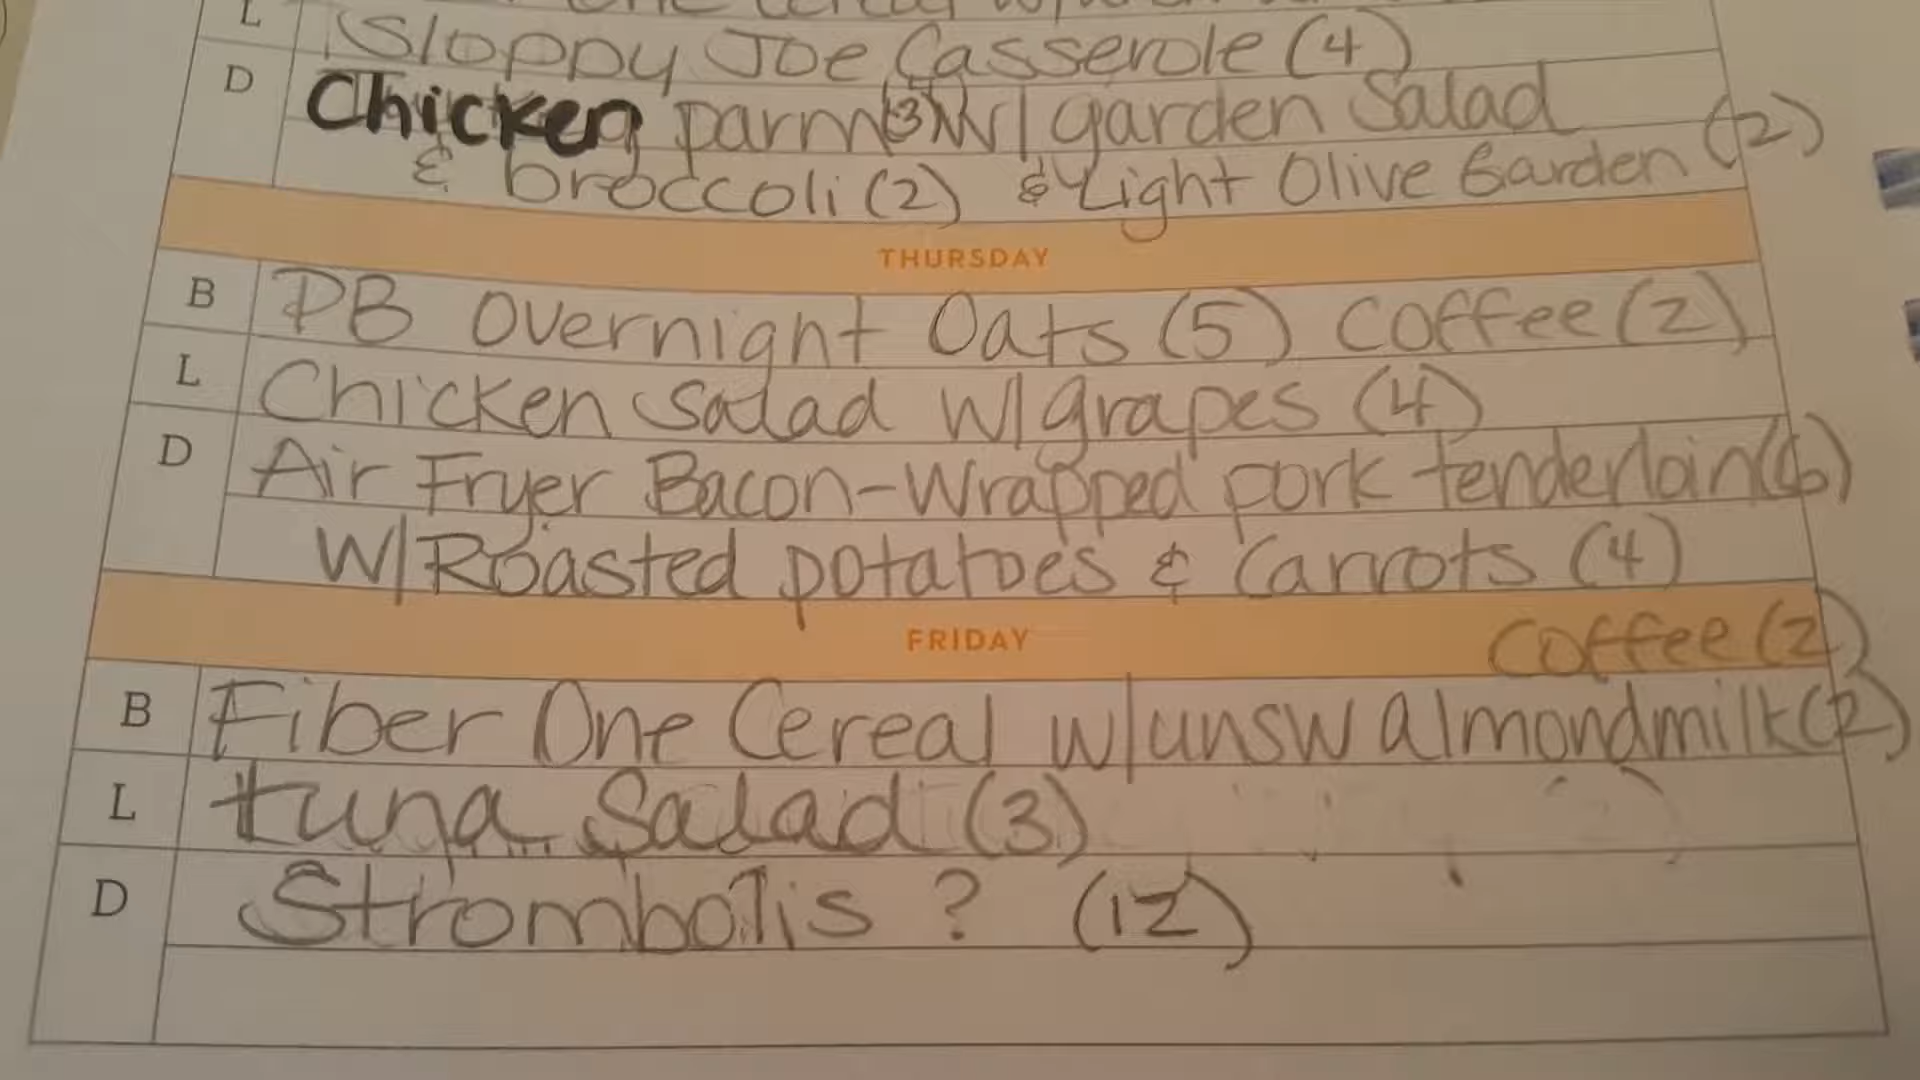 L Sloppy Joe Casserole (4)
D Chicken parm (3) W/ garden Salad
& broccoli (2) & Light Olive Garden (2)
THURSDAY
B PB Overnight Oats (5) Coffee (2)
L Chicken salad w/ grapes (4)
D Air Fryer Bacon-Wrapped pork tenderloin (6)
W/ Roasted potatoes & Carrots (4)
FRIDAY Coffee (2)
B Fiber One Cereal w/ unsw almondmilk (2)
L tuna Salad (3)
D Strombolis ? (12)